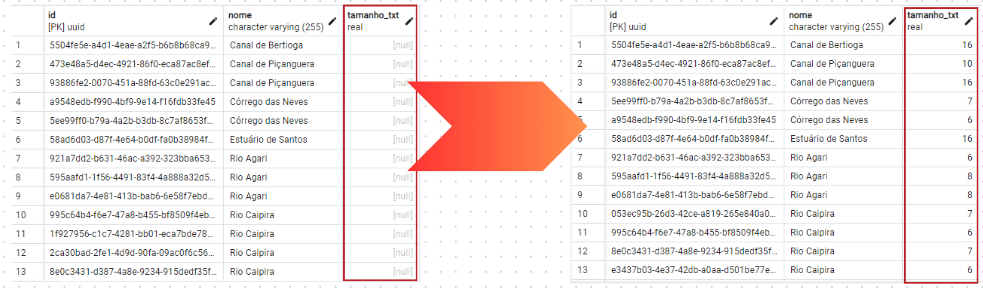 id nome tamanho_txt
[PK] uuid character varying (255) real
1 5504fe5e-a4d1-4eae-a2f5-b6b8b68ca9... Canal de Bertioga [null]
2 473e48a5-d4ec-4921-86f0-eca87ac8ef... Canal de Piçanguera [null]
3 93886fe2-0070-451a-88fd-63c0e291ac... Canal de Piçanguera [null]
4 a9548edb-f990-4bf9-9e14-f16fdb33fe45 Córrego das Neves [null]
5 5ee99ff0-b79a-4a2b-b3db-8c7af8653f... Córrego das Neves [null]
6 58ad6d03-d87f-4e64-b0df-fa0b38984f... Estuário de Santos [null]
7 921a7dd2-b631-46ac-a392-323bba653... Rio Agari [null]
8 595aafd1-1f56-4491-83f4-4a888a32d5... Rio Agari [null]
9 e0681da7-4e81-413b-bab6-6e58f7ebd... Rio Agari [null]
10 995c64b4-f6e7-47a8-b455-bf8509f4eb... Rio Caipira [null]
11 1f927956-c1c7-4281-bb01-eca7bde78... Rio Caipira [null]
12 2ca30bad-2fe1-4d9d-90fa-09ac0f6c56... Rio Caipira [null]
13 8e0c3431-d387-4a8e-9234-915dedf35f... Rio Caipira [null]
id nome tamanho_txt
[PK] uuid character varying (255) real
1 5504fe5e-a4d1-4eae-a2f5-b6b8b68ca9... Canal de Bertioga 16
2 473e48a5-d4ec-4921-86f0-eca87ac8ef... Canal de Piçanguera 10
3 93886fe2-0070-451a-88fd-63c0e291ac... Canal de Piçanguera 16
4 5ee99ff0-b79a-4a2b-b3db-8c7af8653f... Córrego das Neves 7
5 a9548edb-f990-4bf9-9e14-f16fdb33fe45 Córrego das Neves 6
6 58ad6d03-d87f-4e64-b0df-fa0b38984f... Estuário de Santos 16
7 921a7dd2-b631-46ac-a392-323bba653... Rio Agari 6
8 595aafd1-1f56-4491-83f4-4a888a32d5... Rio Agari 8
9 e0681da7-4e81-413b-bab6-6e58f7ebd... Rio Agari 8
10 053ec95b-26d3-42ce-a819-265e840a0... Rio Caipira 7
11 995c64b4-f6e7-47a8-b455-bf8509f4eb... Rio Caipira 6
12 8e0c3431-d387-4a8e-9234-915dedf35f... Rio Caipira 7
13 e3437b03-4e37-42db-a0aa-d501be77e... Rio Caipira 6